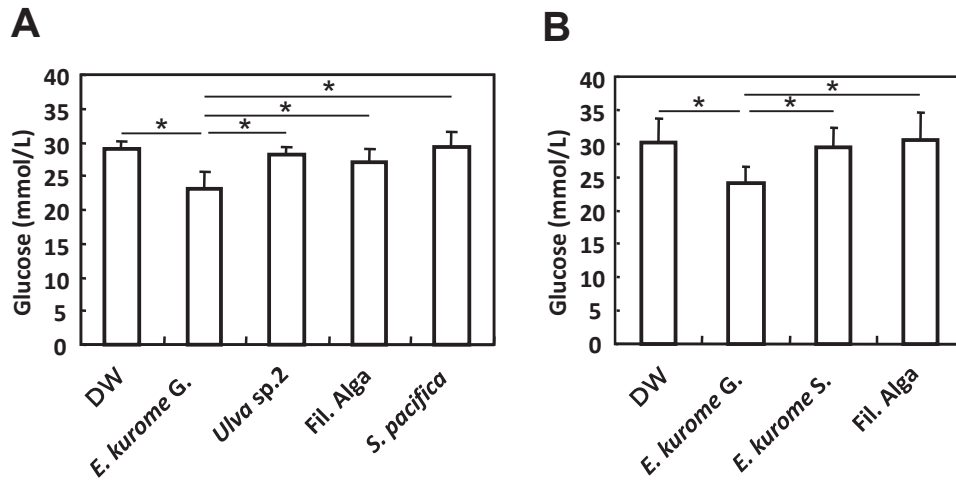 A
Glucose (mmol/L)
40
35
30
25
20
15
10
5
0
*
*
*
*
DW
E. kurome G.
Ulva sp.2
Fil. Alga
S. pacifica
B
Glucose (mmol/L)
40
35
30
25
20
15
10
5
0
*
*
*
DW
E. kurome G.
E. kurome S.
Fil. Alga